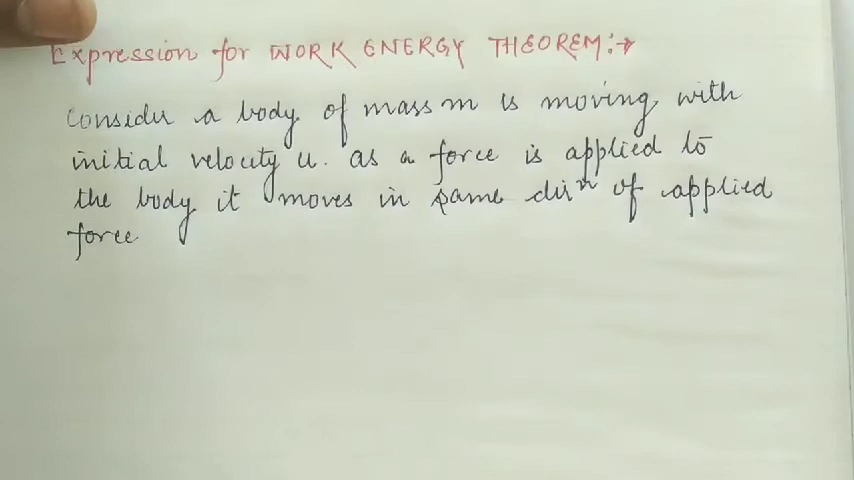 Expression for WORK ENERGY THEOREM:→
Consider a body of mass m is moving with
initial velocity u. as a force is applied to
the body it moves in same dirⁿ of applied
force